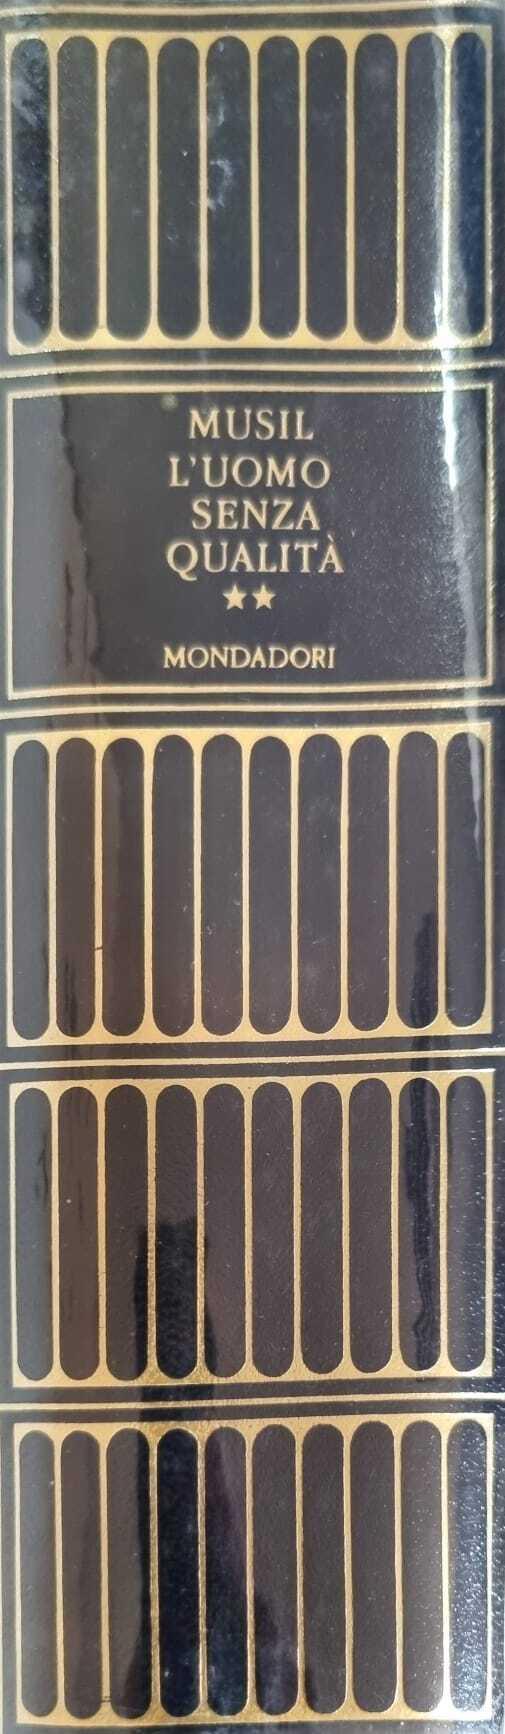 MUSIL
L'UOMO
SENZA
QUALITÀ
★★
MONDADORI